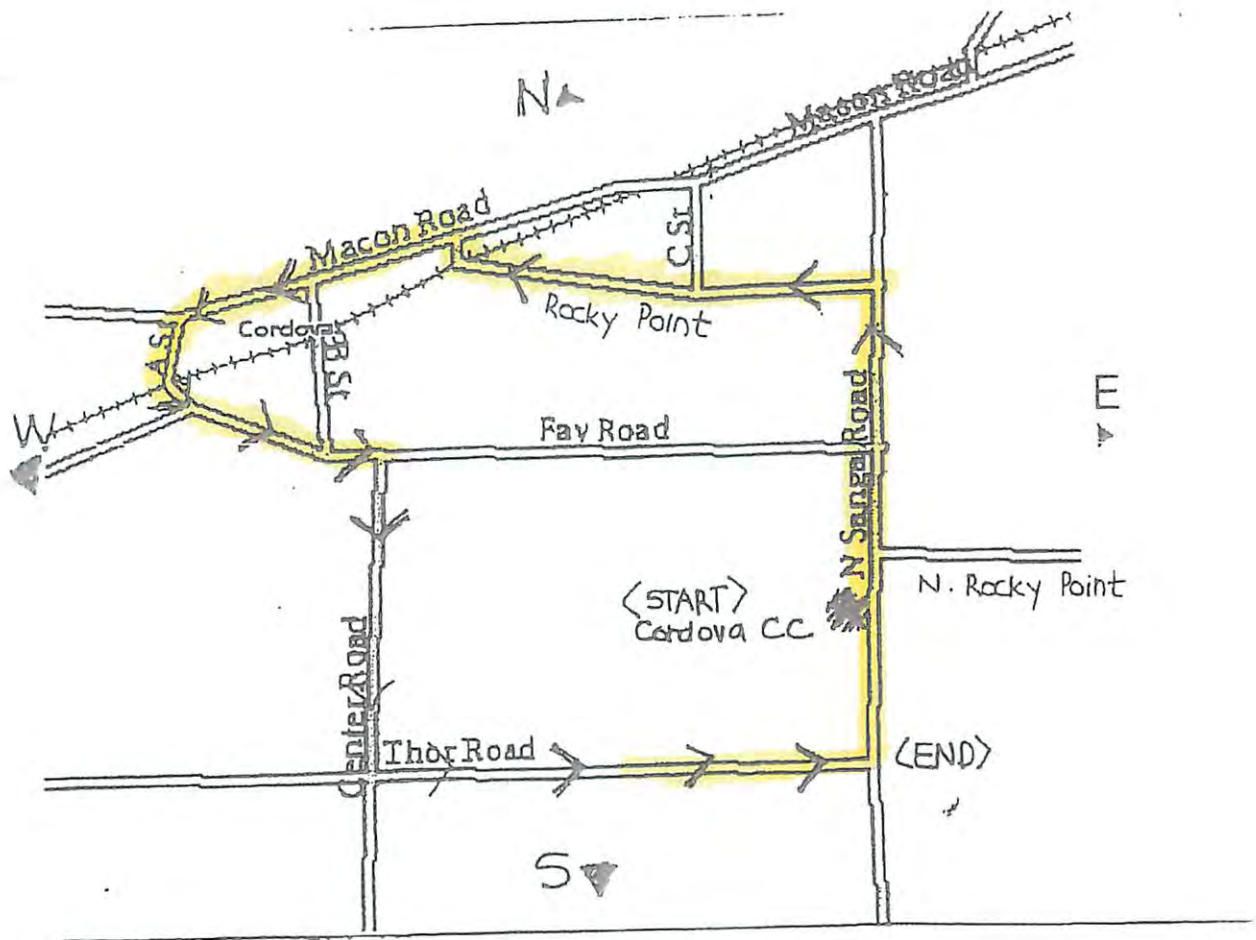 N
Macon Road
Macon Road
C St
Rocky Point
Cordova
A St
B St
W
E
Fay Road
N Sanga Road
N. Rocky Point
<START>
Cordova C.C.
Center Road
Thor Road
<END>
S